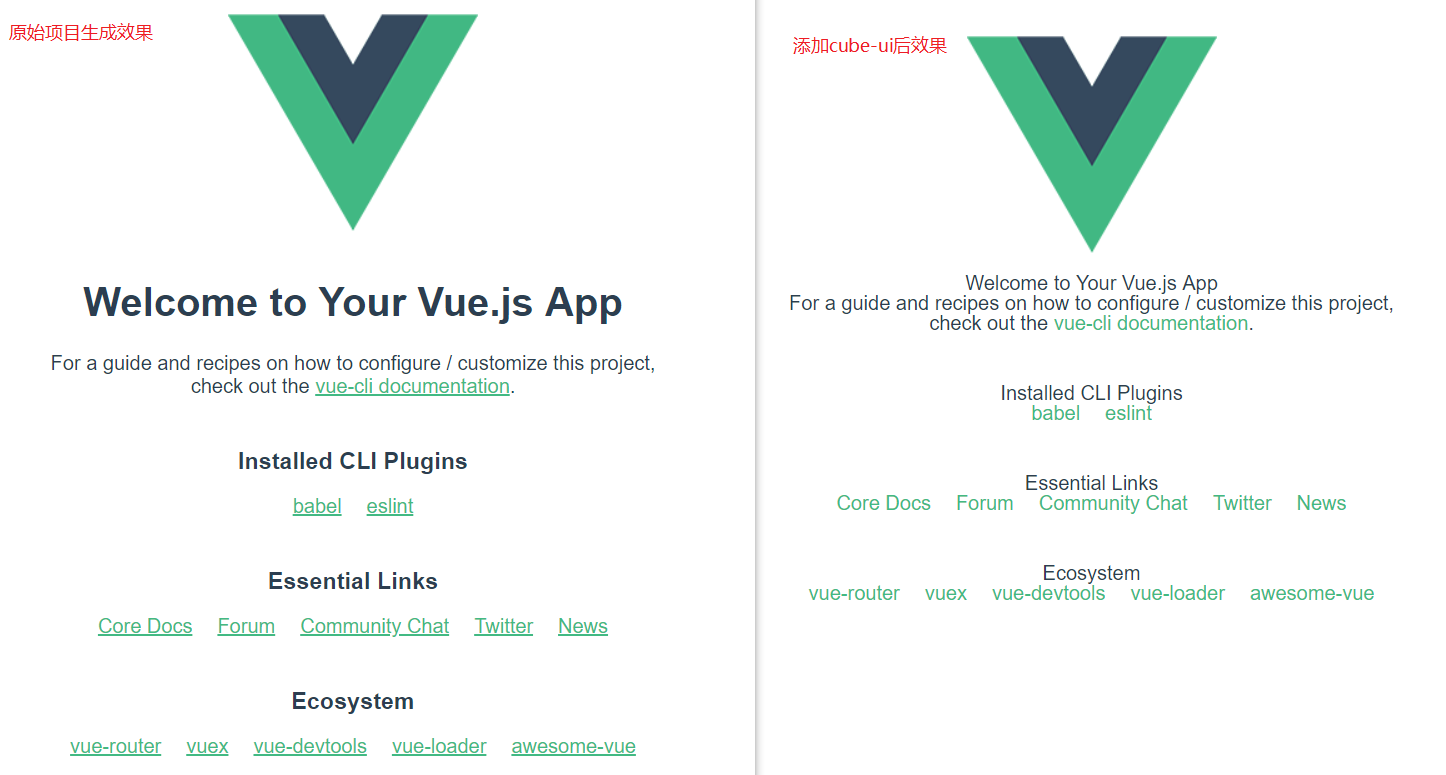 原始项目生成效果
Welcome to Your Vue.js App
For a guide and recipes on how to configure / customize this project,
check out the vue-cli documentation.
Installed CLI Plugins
babel eslint
Essential Links
Core Docs Forum Community Chat Twitter News
Ecosystem
vue-router vuex vue-devtools vue-loader awesome-vue
添加cube-ui后效果
Welcome to Your Vue.js App
For a guide and recipes on how to configure / customize this project,
check out the vue-cli documentation.
Installed CLI Plugins
babel eslint
Essential Links
Core Docs Forum Community Chat Twitter News
Ecosystem
vue-router vuex vue-devtools vue-loader awesome-vue